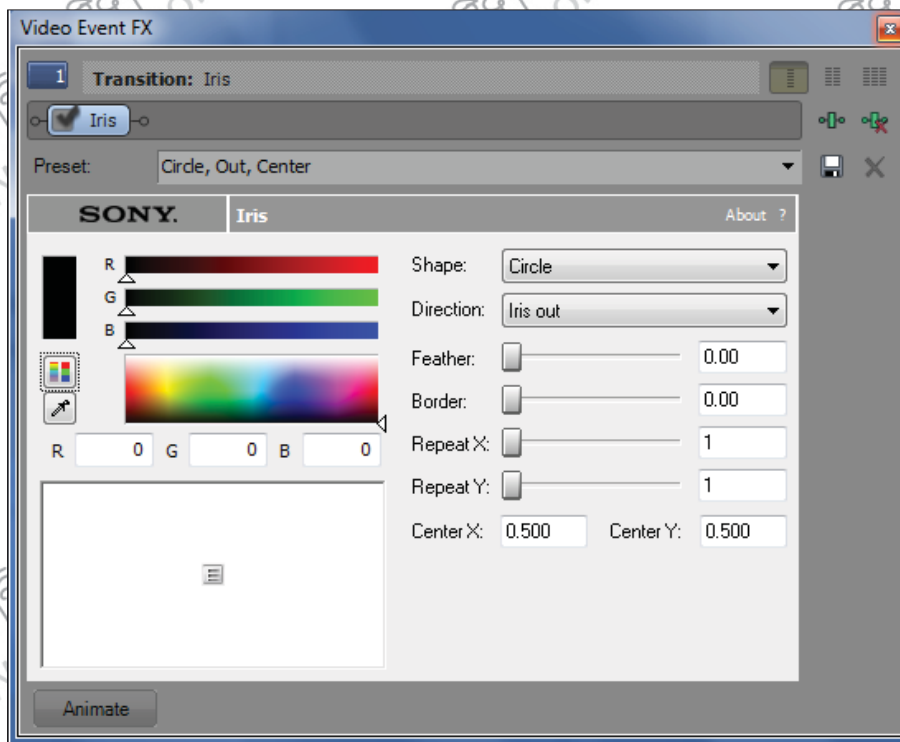 Video Event FX
1 Transition: Iris
Iris
Preset: Circle, Out, Center
SONY. Iris About ?
R
G
B
R 0 G 0 B 0
Shape: Circle
Direction: Iris out
Feather: 0.00
Border: 0.00
Repeat X: 1
Repeat Y: 1
Center X: 0.500 Center Y: 0.500
Animate